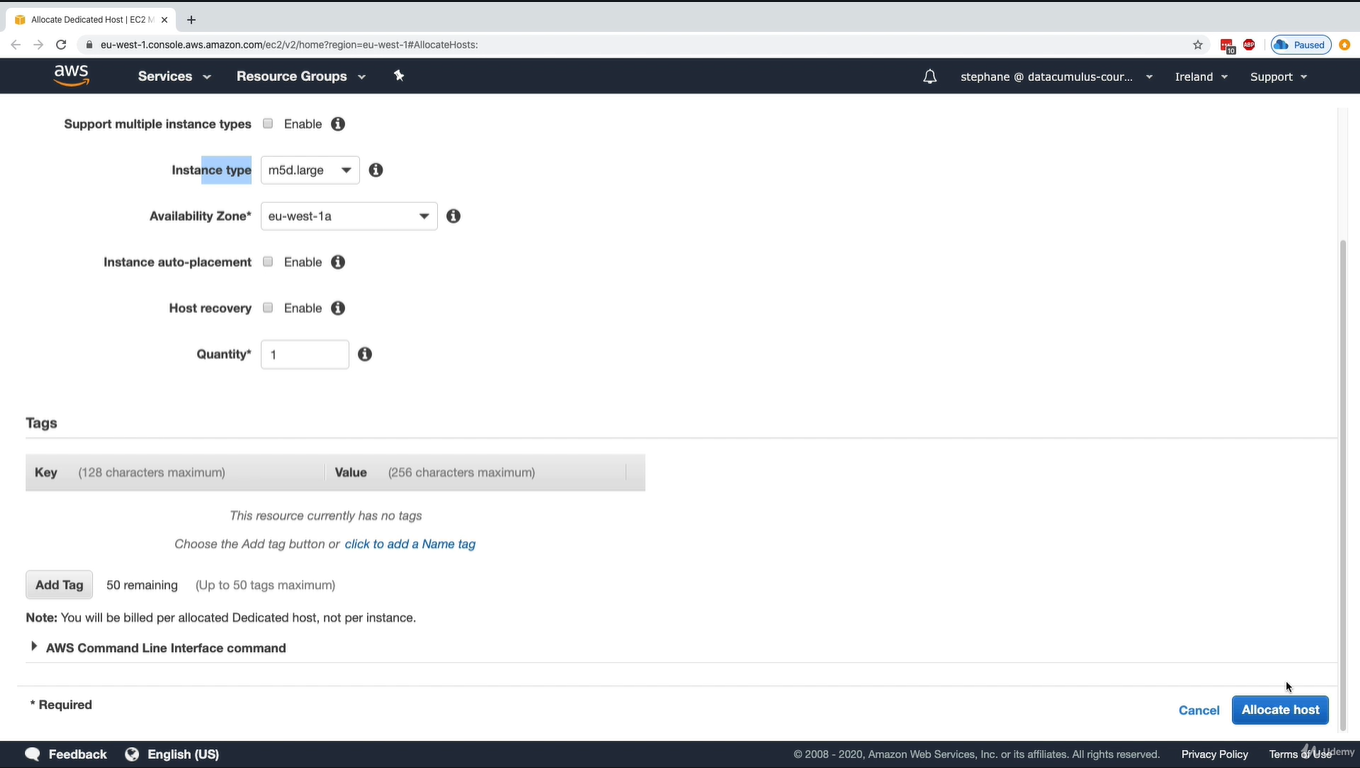 Allocate Dedicated Host | EC2 M
eu-west-1.console.aws.amazon.com/ec2/v2/home?region=eu-west-1#AllocateHosts:
10
ABP
Paused
aws
Services
Resource Groups
stephane @ datacumulus-cour...
Ireland
Support
Support multiple instance types
Enable
Instance type
m5d.large
Availability Zone*
eu-west-1a
Instance auto-placement
Enable
Host recovery
Enable
Quantity*
1
Tags
Key (128 characters maximum) Value (256 characters maximum)
This resource currently has no tags
Choose the Add tag button or click to add a Name tag
Add Tag 50 remaining (Up to 50 tags maximum)
Note: You will be billed per allocated Dedicated host, not per instance.
AWS Command Line Interface command
* Required
Cancel
Allocate host
Feedback
English (US)
© 2008 - 2020, Amazon Web Services, Inc. or its affiliates. All rights reserved.
Privacy Policy
Terms of Use
Udemy